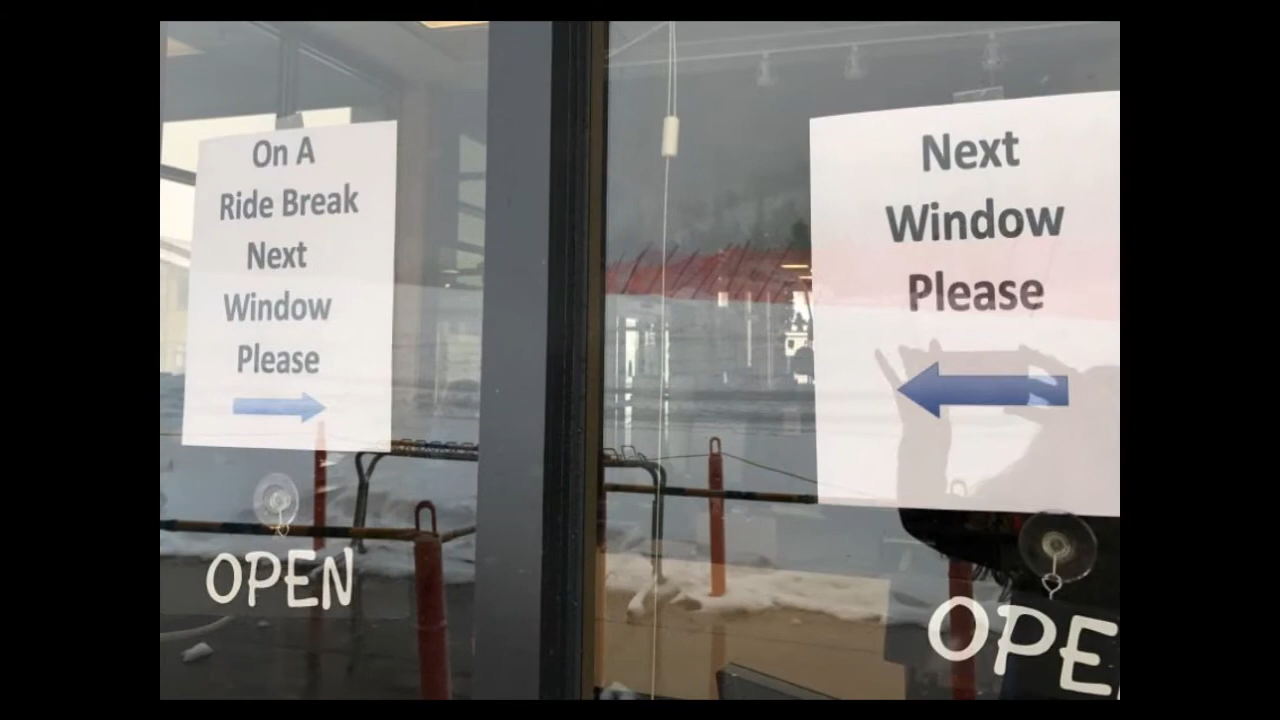 On A
Ride Break
Next
Window
Please
OPEN
Next
Window
Please
OPE